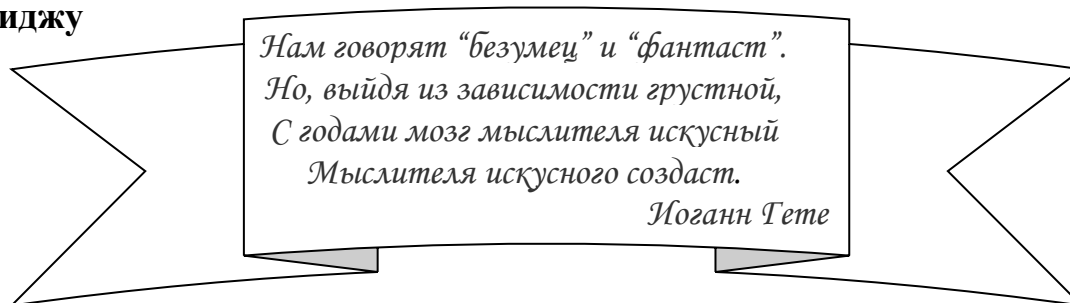 иджу
Нам говорят “безумец” и “фантаст”.
Но, выйдя из зависимости грустной,
С годами мозг мыслителя искусный
Мыслителя искусного создаст.
Иоганн Гете